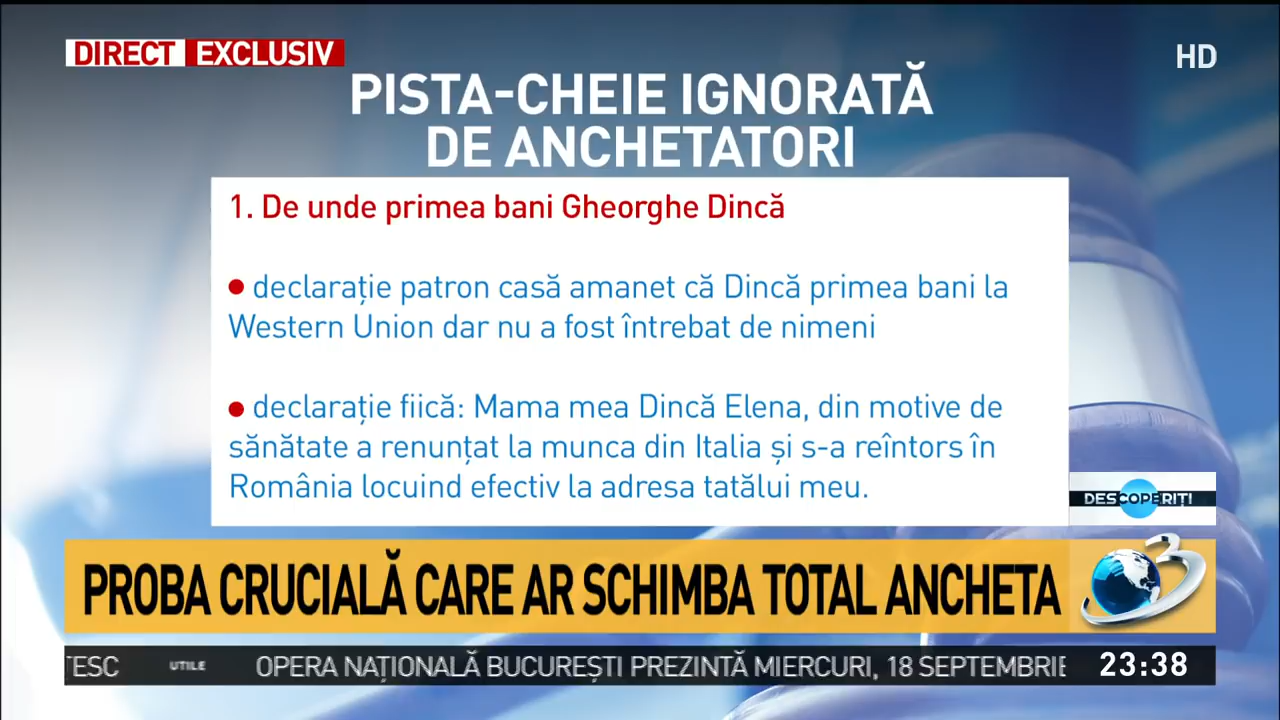 DIRECT EXCLUSIV
HD
PISTA-CHEIE IGNORATĂ
DE ANCHETATORI
1. De unde primea bani Gheorghe Dincă
• declarație patron casă amanet că Dincă primea bani la
Western Union dar nu a fost întrebat de nimeni
• declarație fiică: Mama mea Dincă Elena, din motive de
sănătate a renunțat la munca din Italia și s-a reîntors în
România locuind efectiv la adresa tatălui meu.
DESCOPERIȚI
PROBA CRUCIALĂ CARE AR SCHIMBA TOTAL ANCHETA
3
TESC UTILE OPERA NAȚIONALĂ BUCUREȘTI PREZINTĂ MIERCURI, 18 SEPTEMBRIE 23:38